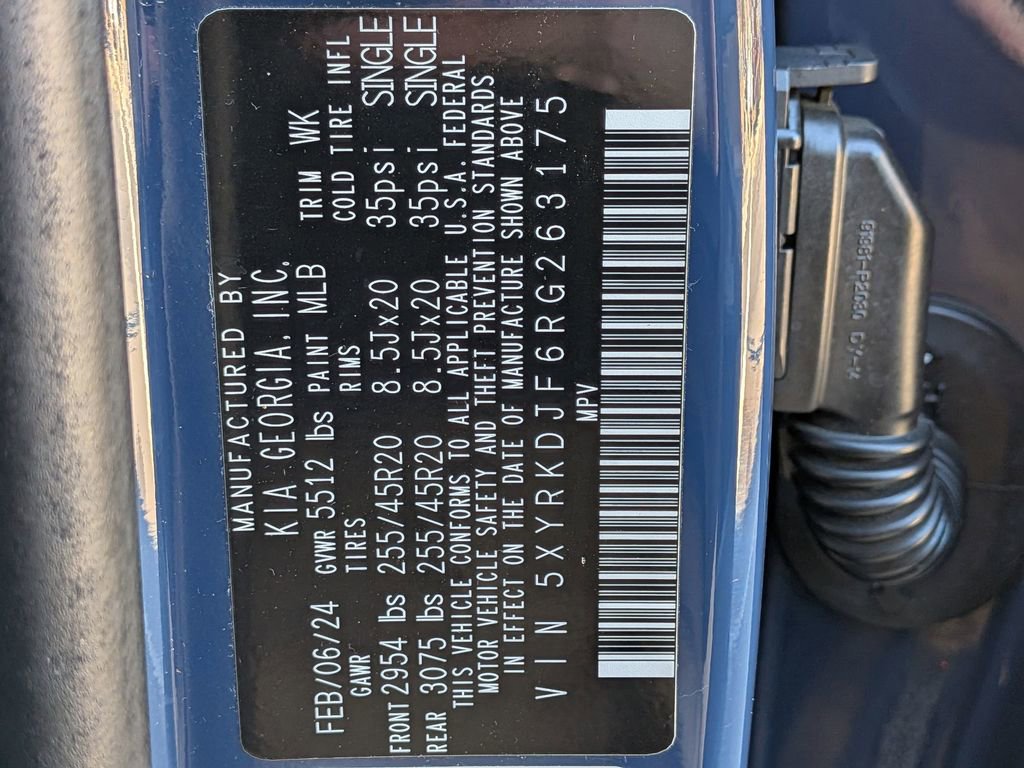 MANUFACTURED BY
KIA GEORGIA, INC.
FEB/06/24 GVWR 5512 lbs PAINT MLB TRIM WK
GAWR TIRES RIMS COLD TIRE INFL
FRONT 2954 lbs 255/45R20 8.5Jx20 35psi SINGLE
REAR 3075 lbs 255/45R20 8.5Jx20 35psi SINGLE
THIS VEHICLE CONFORMS TO ALL APPLICABLE U.S.A. FEDERAL
MOTOR VEHICLE SAFETY AND THEFT PREVENTION STANDARDS
IN EFFECT ON THE DATE OF MANUFACTURE SHOWN ABOVE
VIN 5XYRKDJF6RG263175
MPV